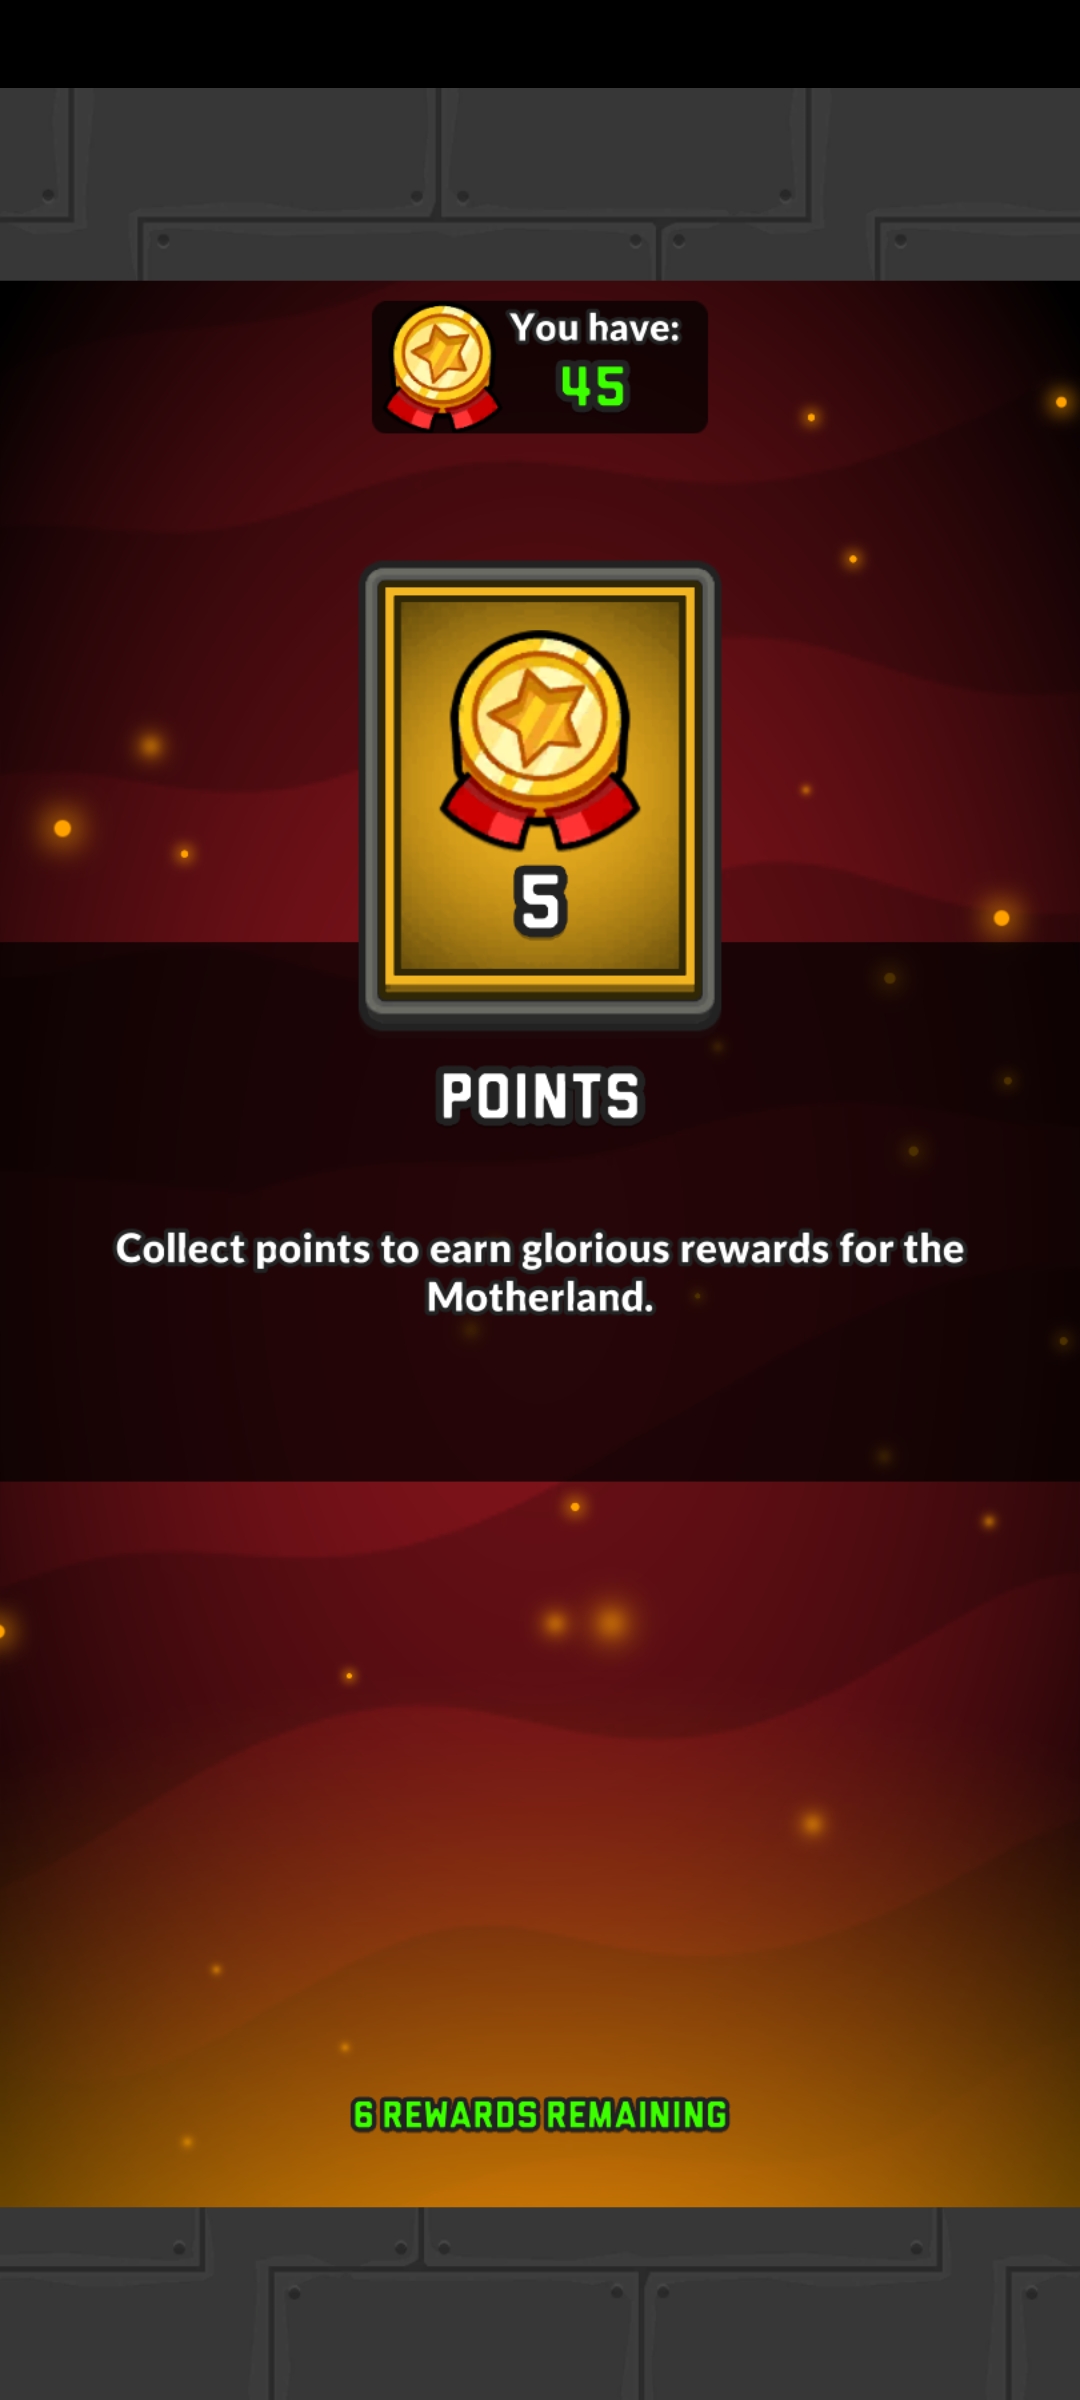 You have:
45
5
POINTS
Collect points to earn glorious rewards for the
Motherland.
6 REWARDS REMAINING